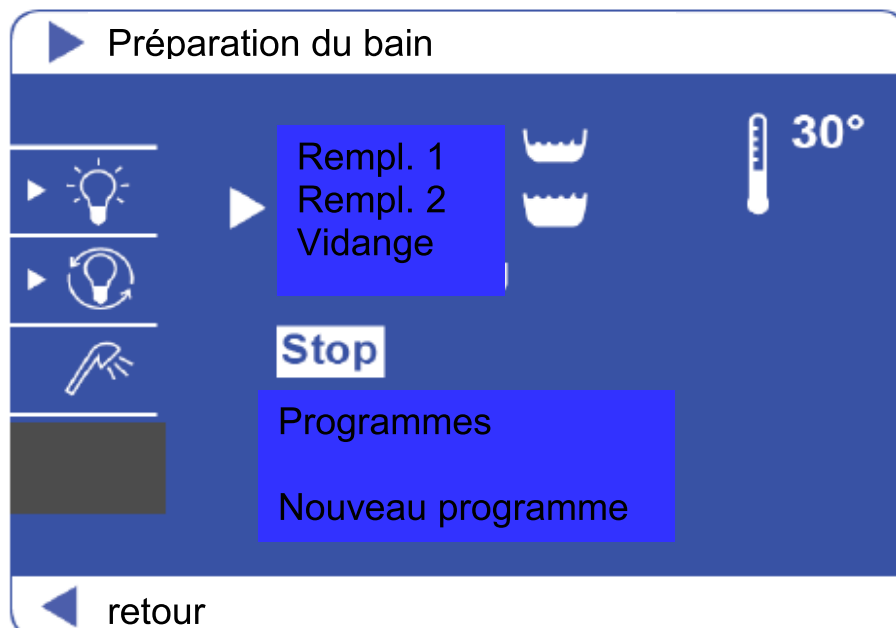 Préparation du bain
30°
Rempl. 1
Rempl. 2
Vidange
Stop
Programmes
Nouveau programme
retour